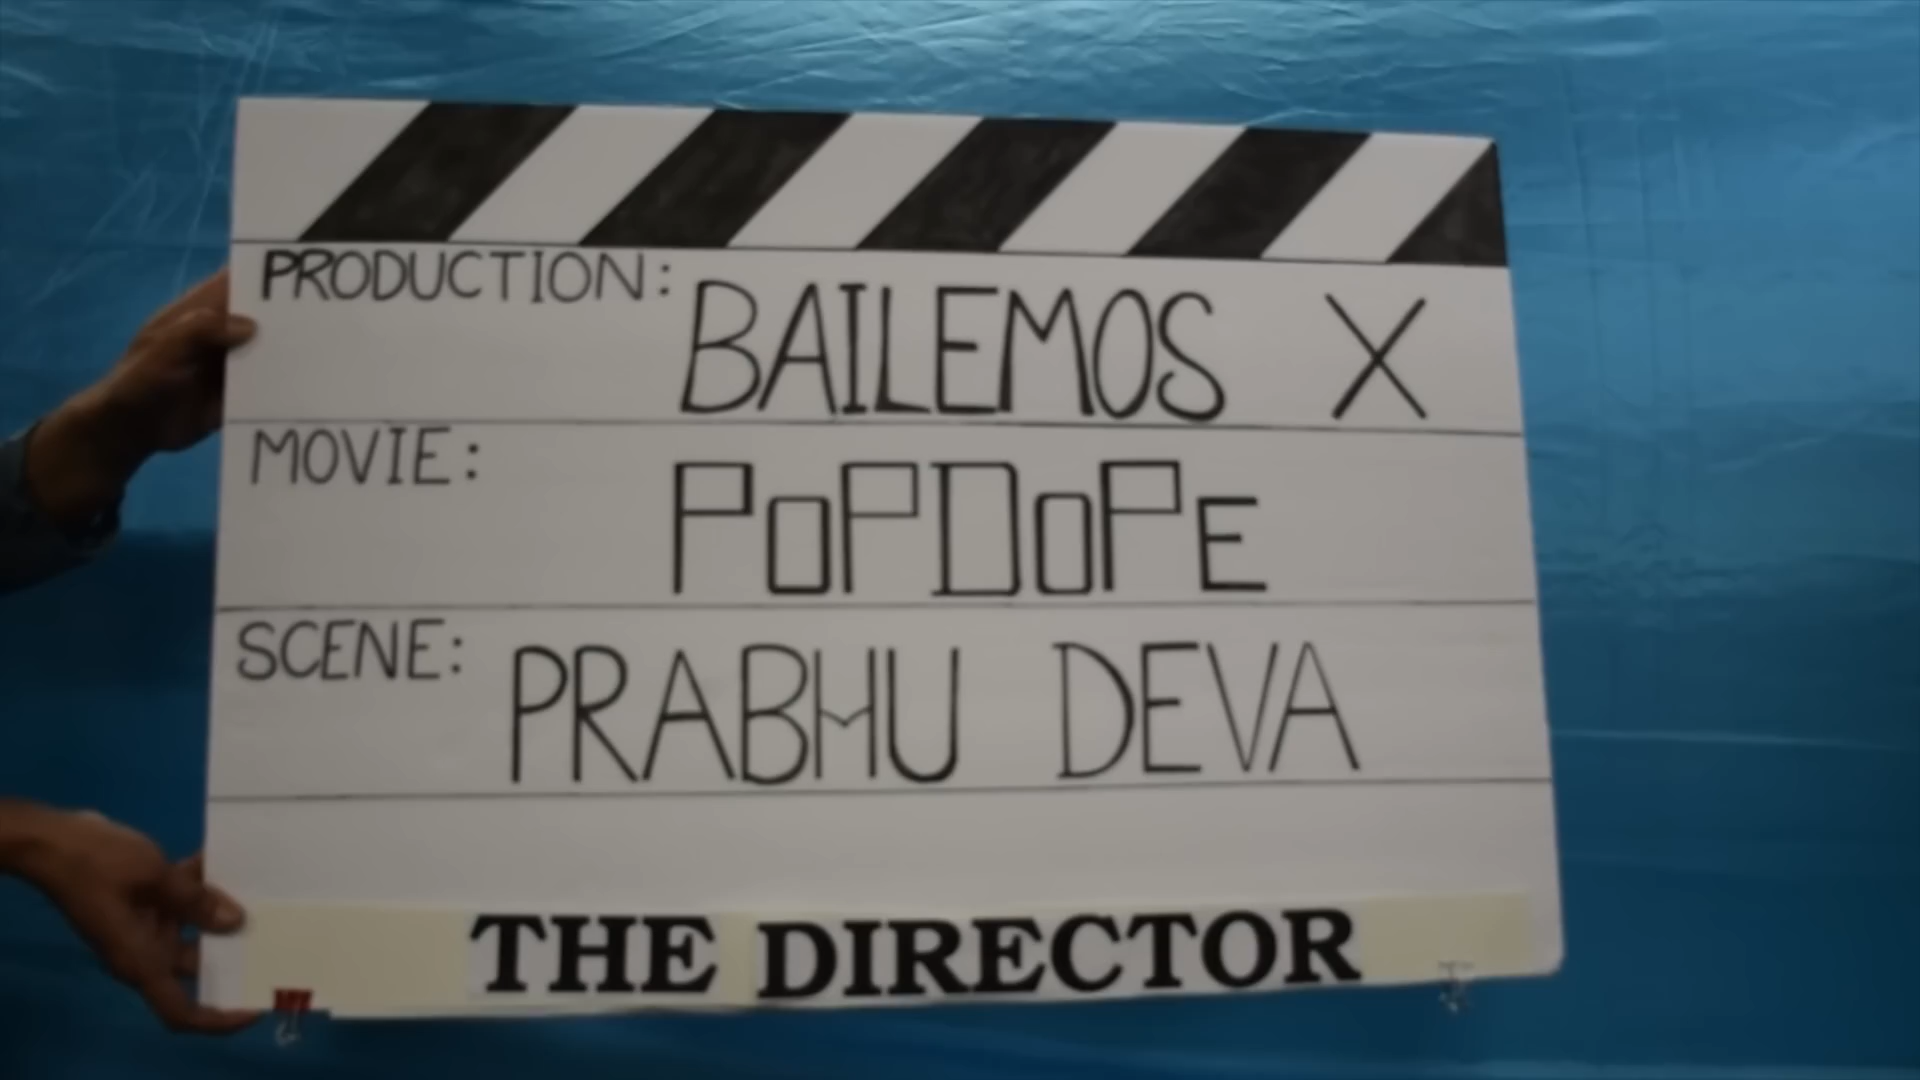 PRODUCTION: BAILEMOS X
MOVIE: POPDOPE
SCENE: PRABHU DEVA
THE DIRECTOR